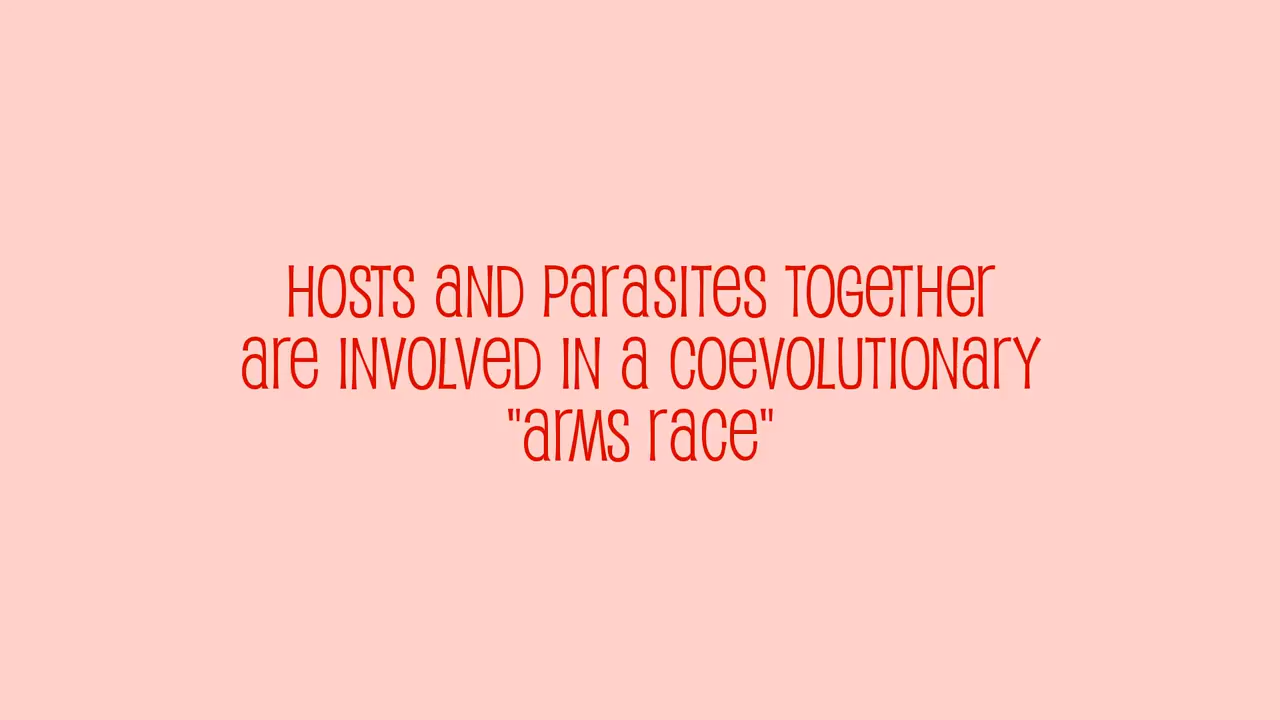 Hosts and parasites together
are involved in a coevolutionary
"arms race"